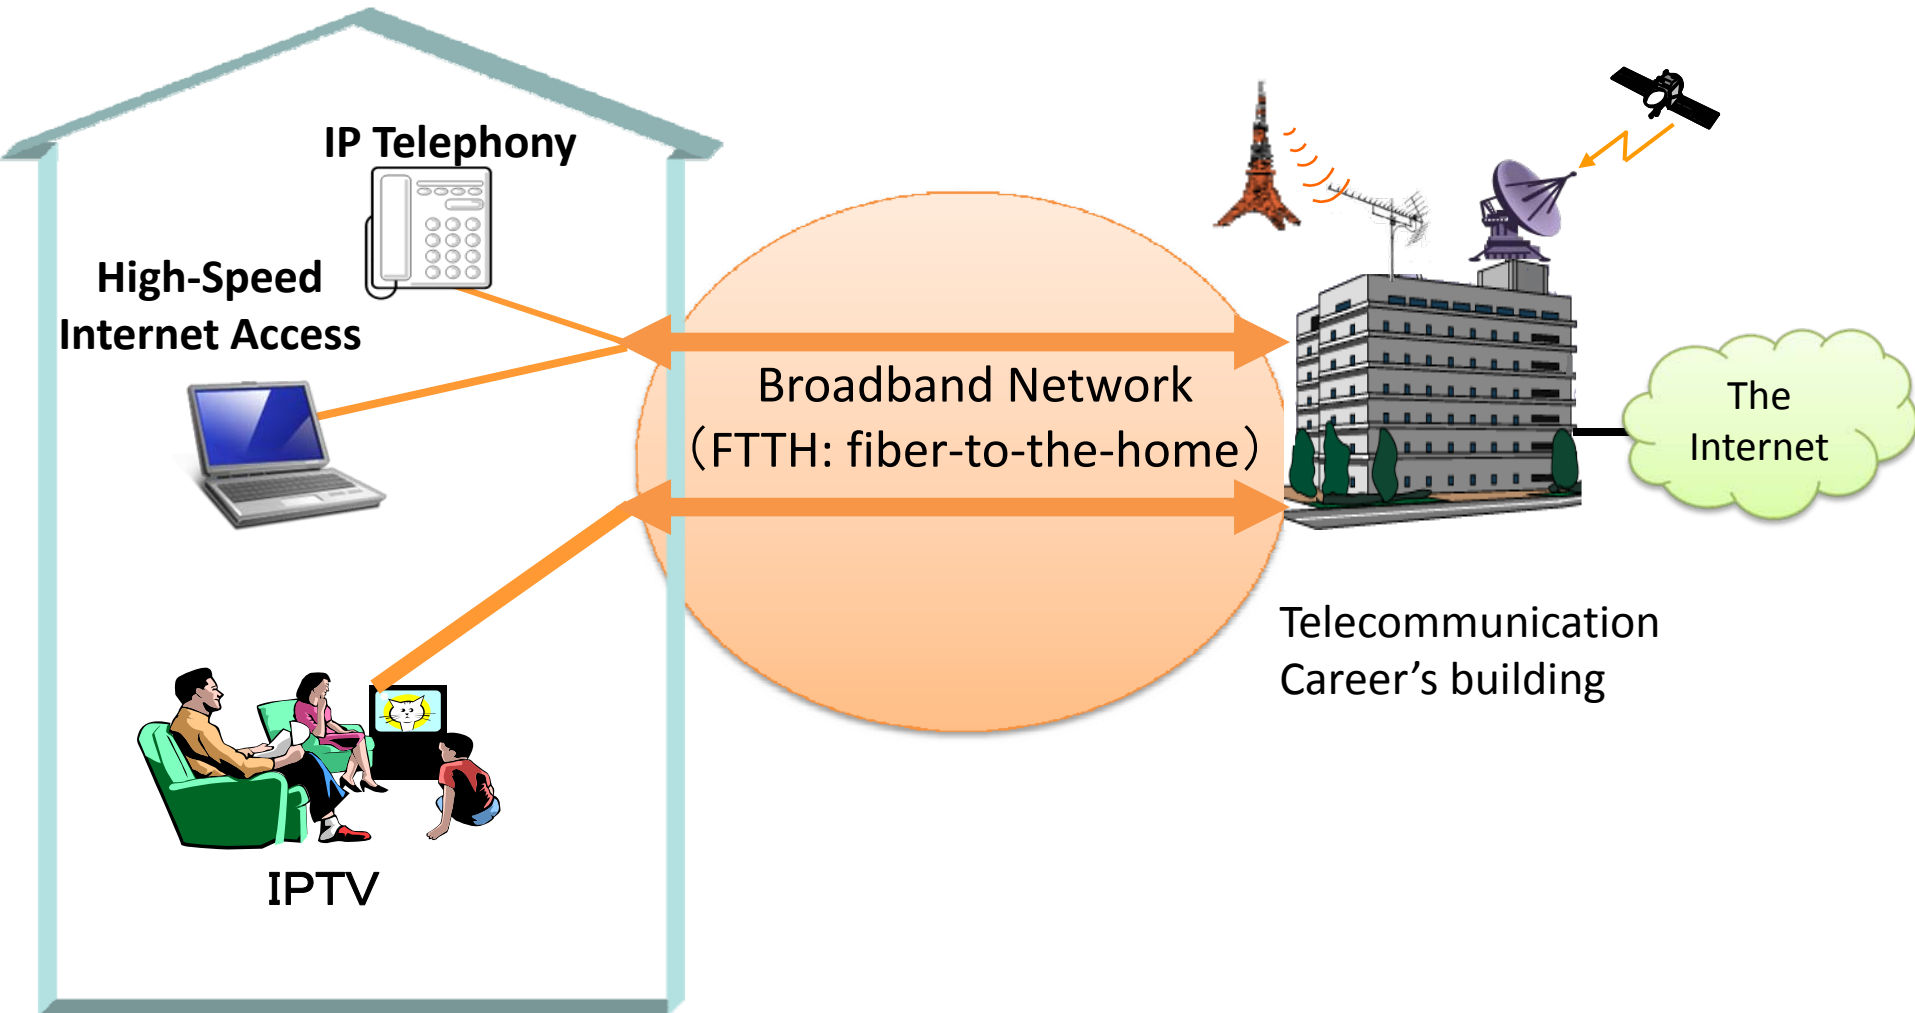 IP Telephony
High-Speed
Internet Access
Broadband Network
（FTTH: fiber-to-the-home）
The
Internet
Telecommunication
Career’s building
IPTV